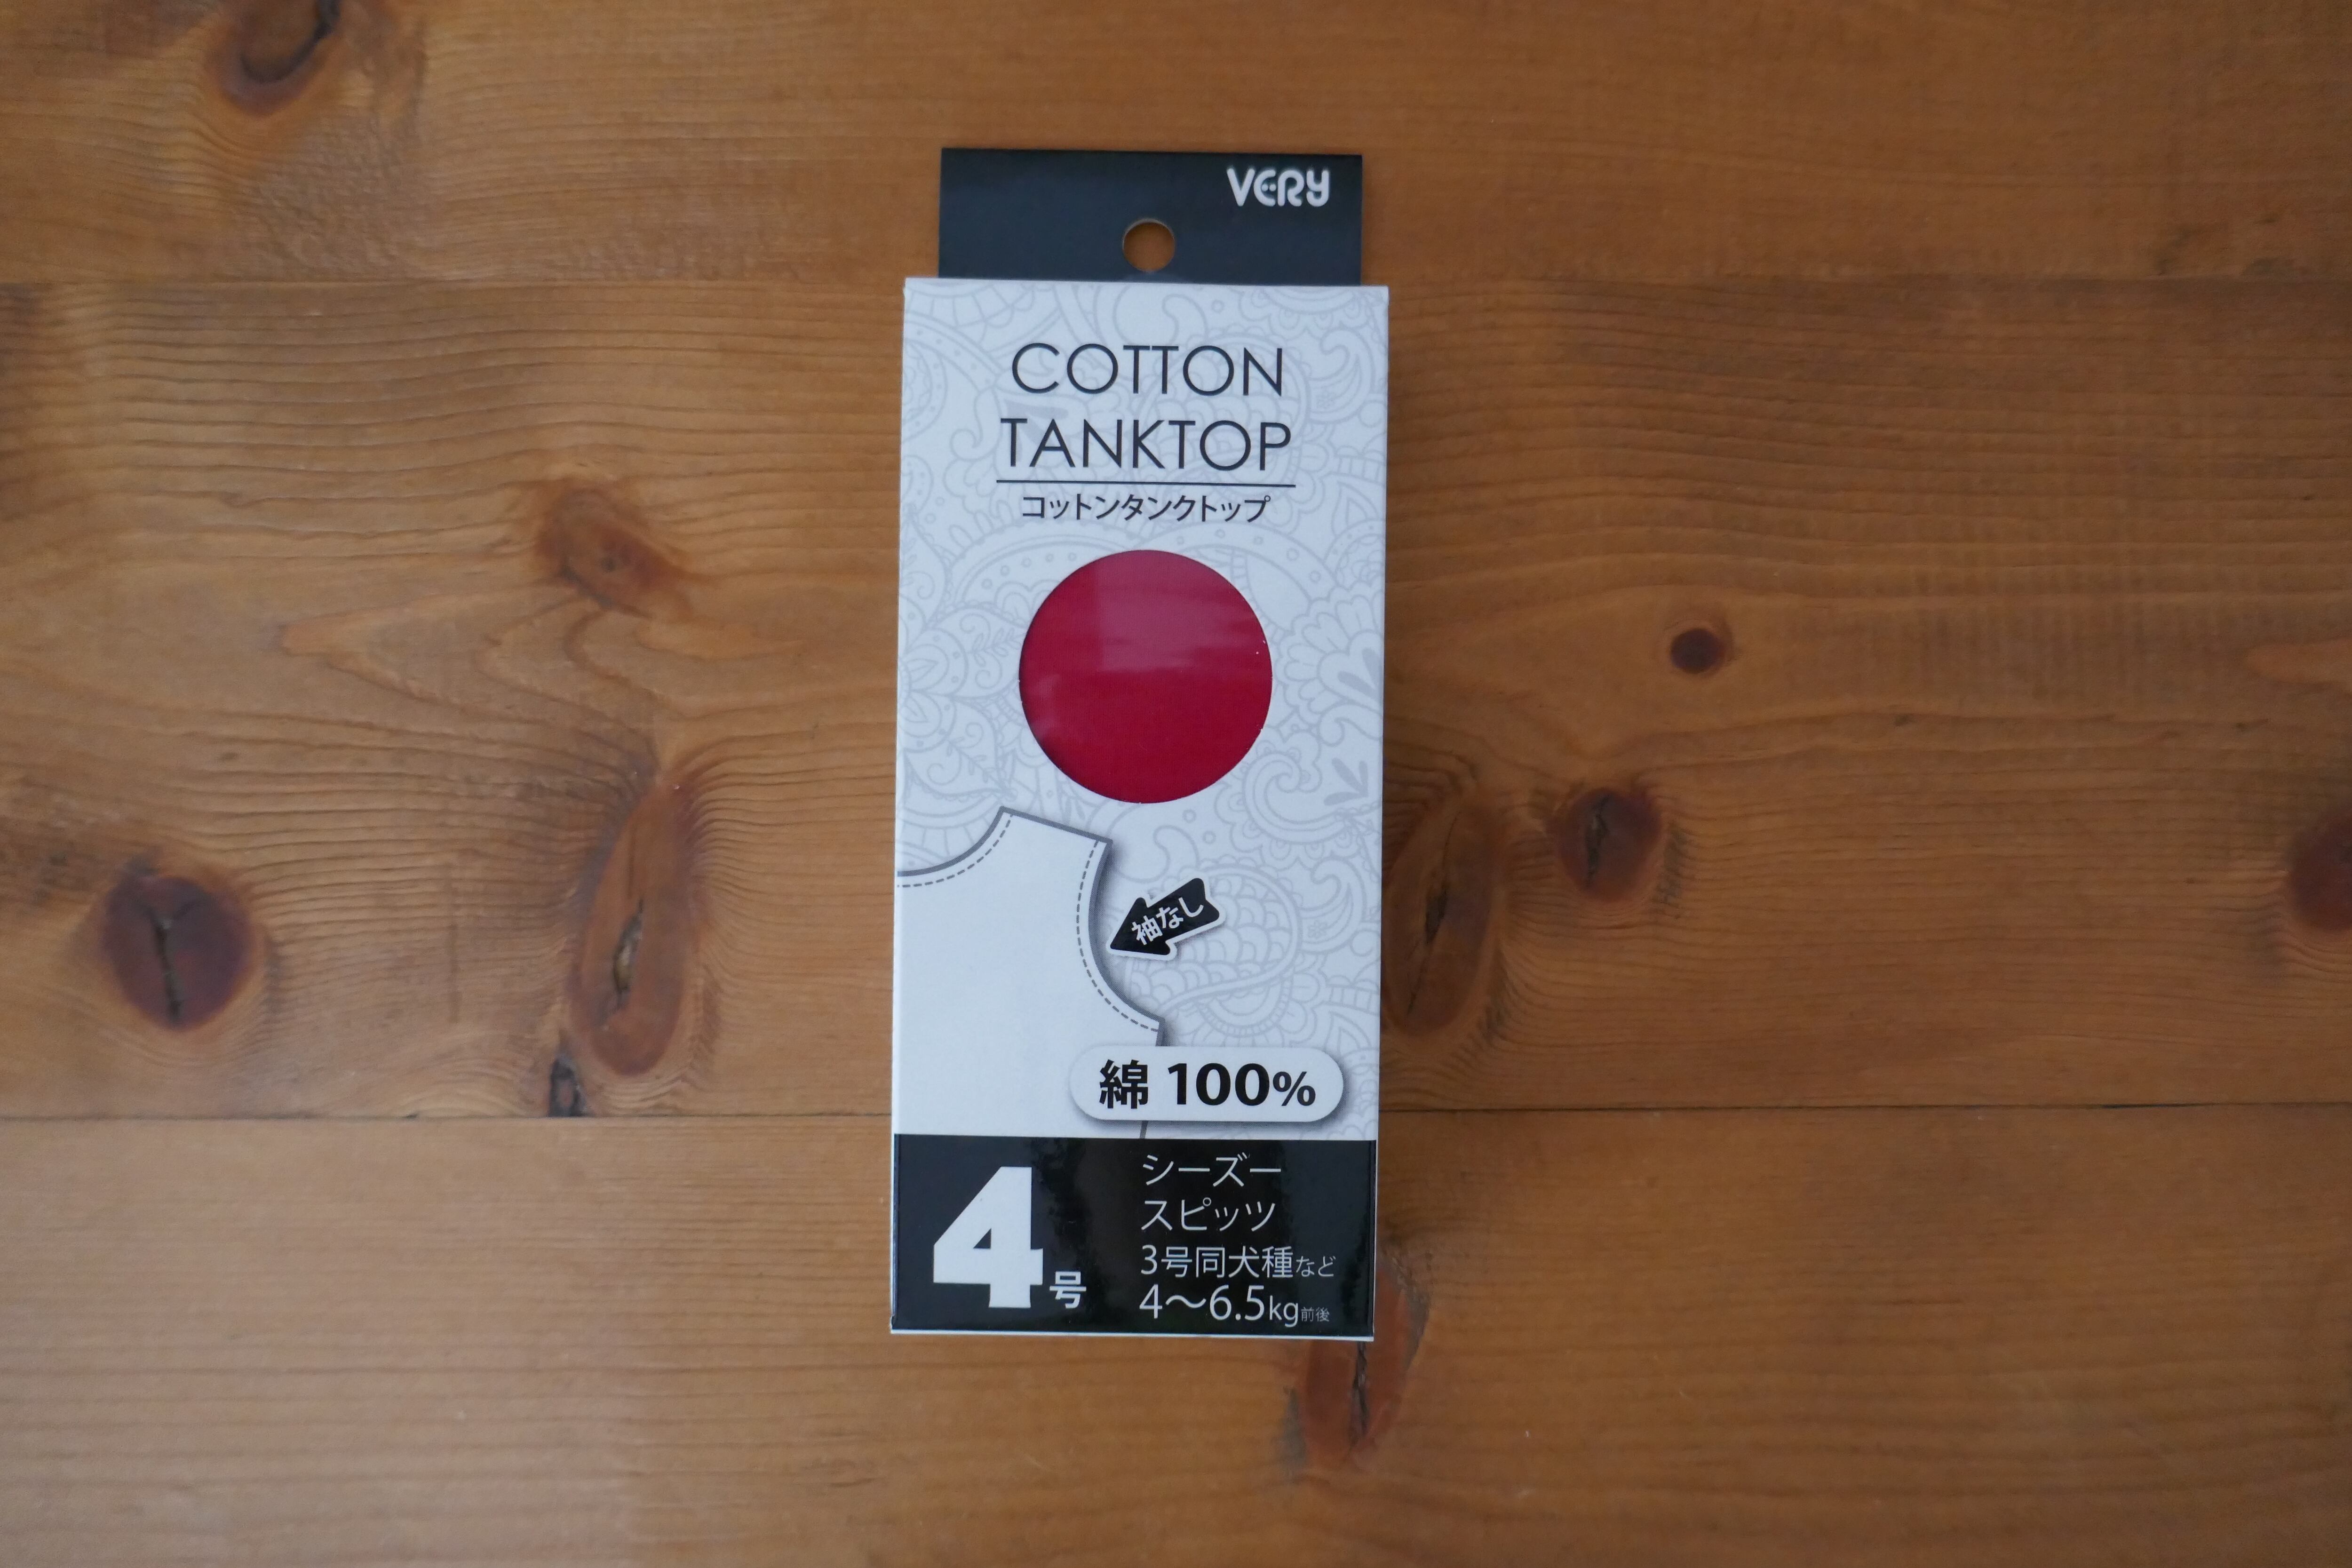 VERY
COTTON
TANKTOP
コットンタンクトップ
袖なし
綿 100%
4号
シーズー
スピッツ
3号同犬種など
4〜6.5kg前後